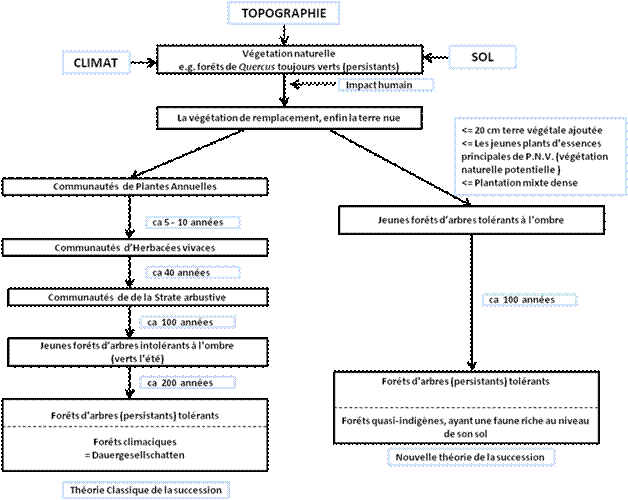 TOPOGRAPHIE
CLIMAT
Végetation naturelle
e.g. forêts de Quercus toujours verts (persistants)
SOL
Impact humain
La végétation de remplacement, enfin la terre nue
<= 20 cm terre végétale ajoutée
<= Les jeunes plants d'essences
principales de P.N.V. (végétation
naturelle potentielle )
<= Plantation mixte dense
Communautés de Plantes Annuelles
ca 5 - 10 années
Communautés d'Herbacées vivaces
ca 40 années
Communautés de de la Strate arbustive
ca 100 années
Jeunes forêts d'arbres intolérants à l'ombre
(verts l'été)
ca 200 années
Forêts d'arbres (persistants) tolérants
Forêts climaciques
= Dauergesellschatten
Théorie Classique de la succession
Jeunes forêts d'arbres tolérants à l'ombre
ca 100 années
Forêts d'arbres (persistants) tolérants
Forêts quasi-indigènes, ayant une faune riche au niveau
de son sol
Nouvelle théorie de la succession